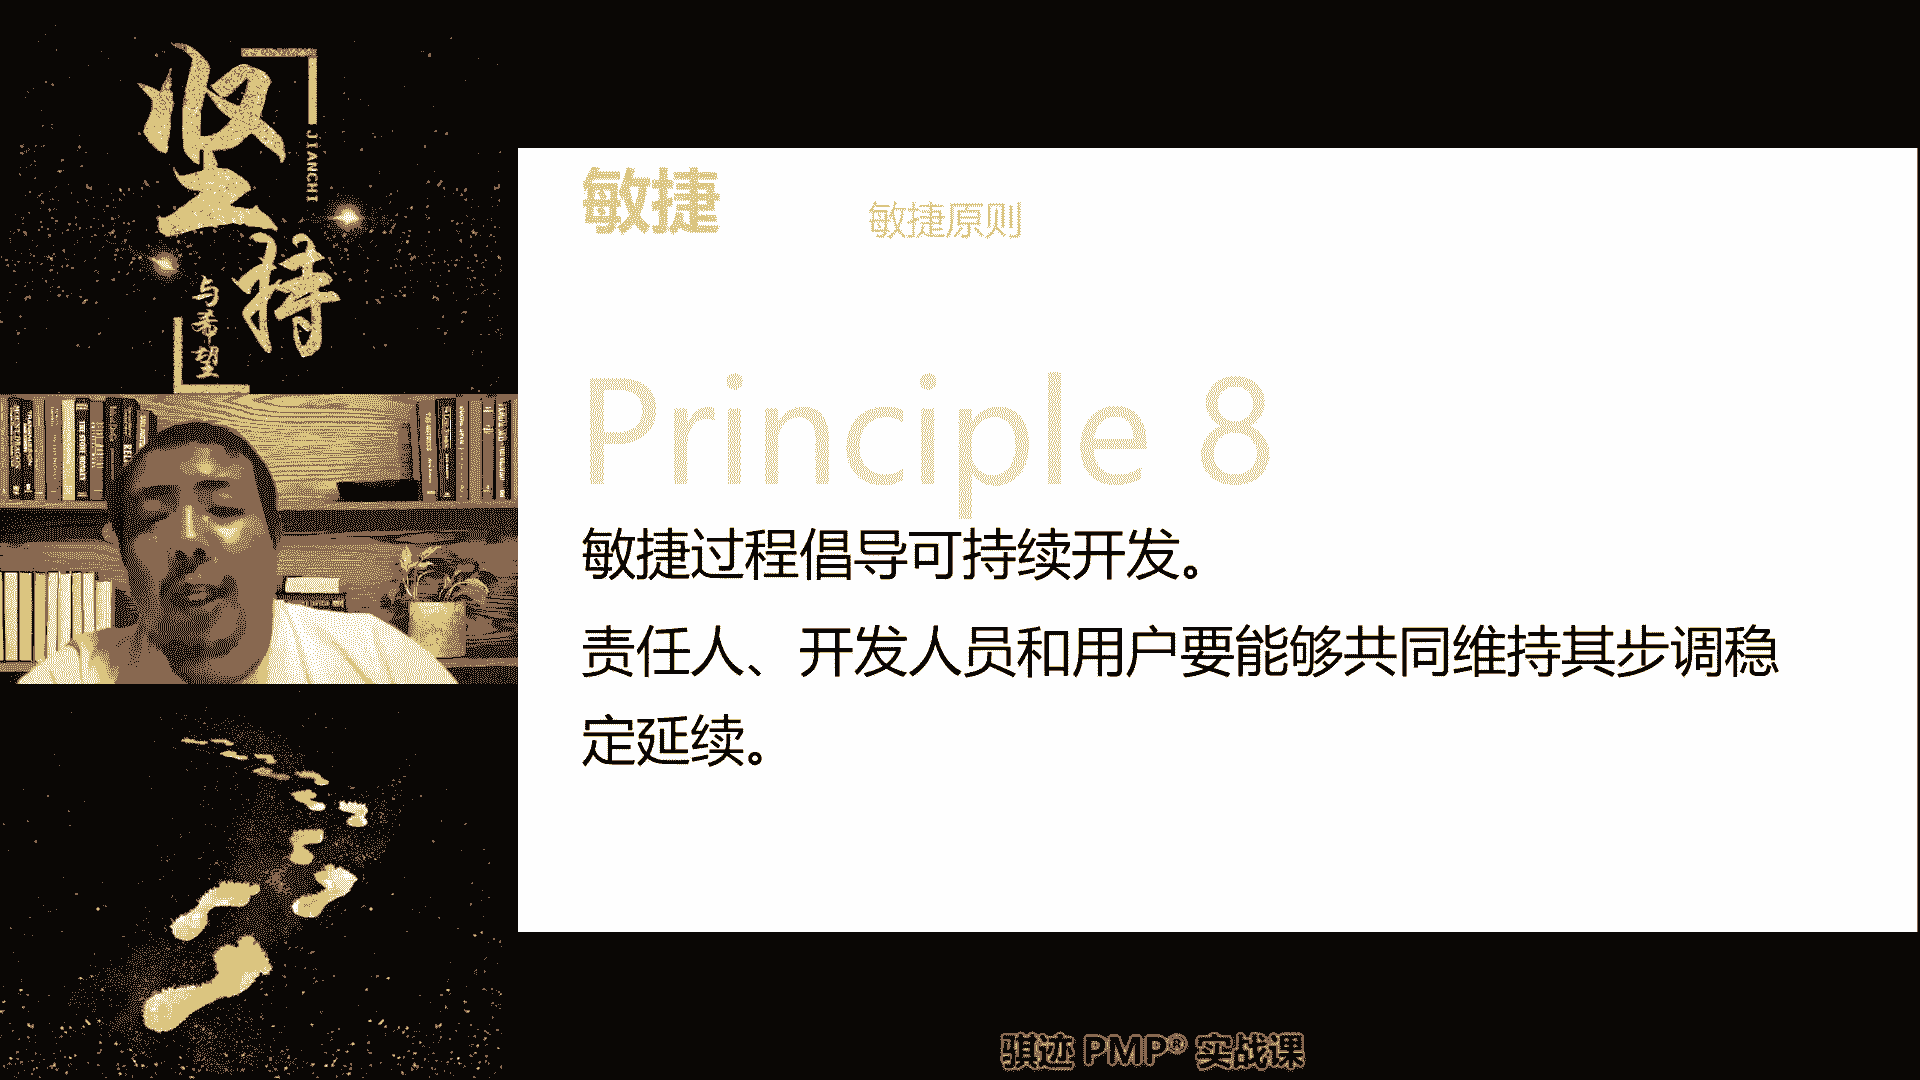 坚持
JIANCHI
与希望
敏捷
敏捷原则
Principle 8
敏捷过程倡导可持续开发。
责任人、开发人员和用户要能够共同维持其步调稳
定延续。
骐迹 PMP® 实战课